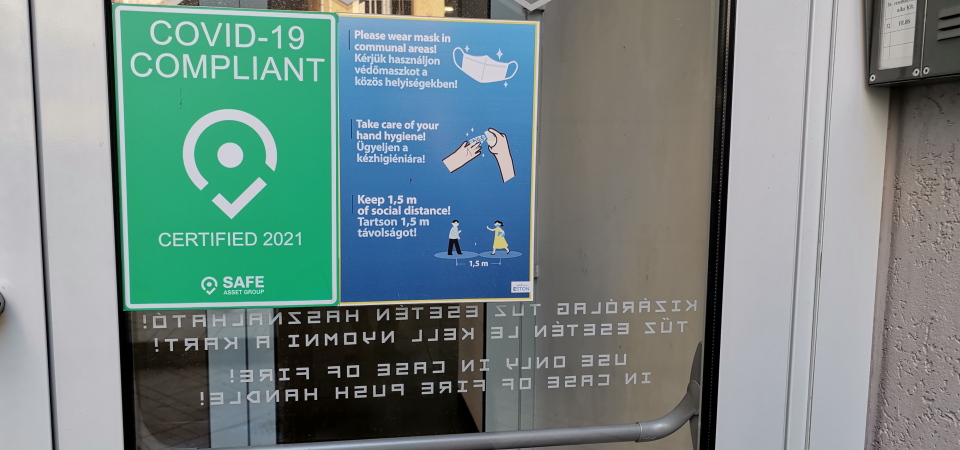 COVID-19
COMPLIANT
CERTIFIED 2021
SAFE
ASSET GROUP
Please wear mask in
communal areas!
Kérjük használjon
védőmaszkot a
közös helyiségekben!
Take care of your
hand hygiene!
Ügyeljen a
kézhigiéniára!
Keep 1,5 m
of social distance!
Tartson 1,5 m
távolságot!
1,5 m
ESTON
KIZÁRÓLAG TŰZ ESETÉN HASZNÁLHATÓ!
TŰZ ESETÉN LE KELL NYOMNI A KART!
USE ONLY IN CASE OF FIRE!
IN CASE OF FIRE PUSH HANDLE!